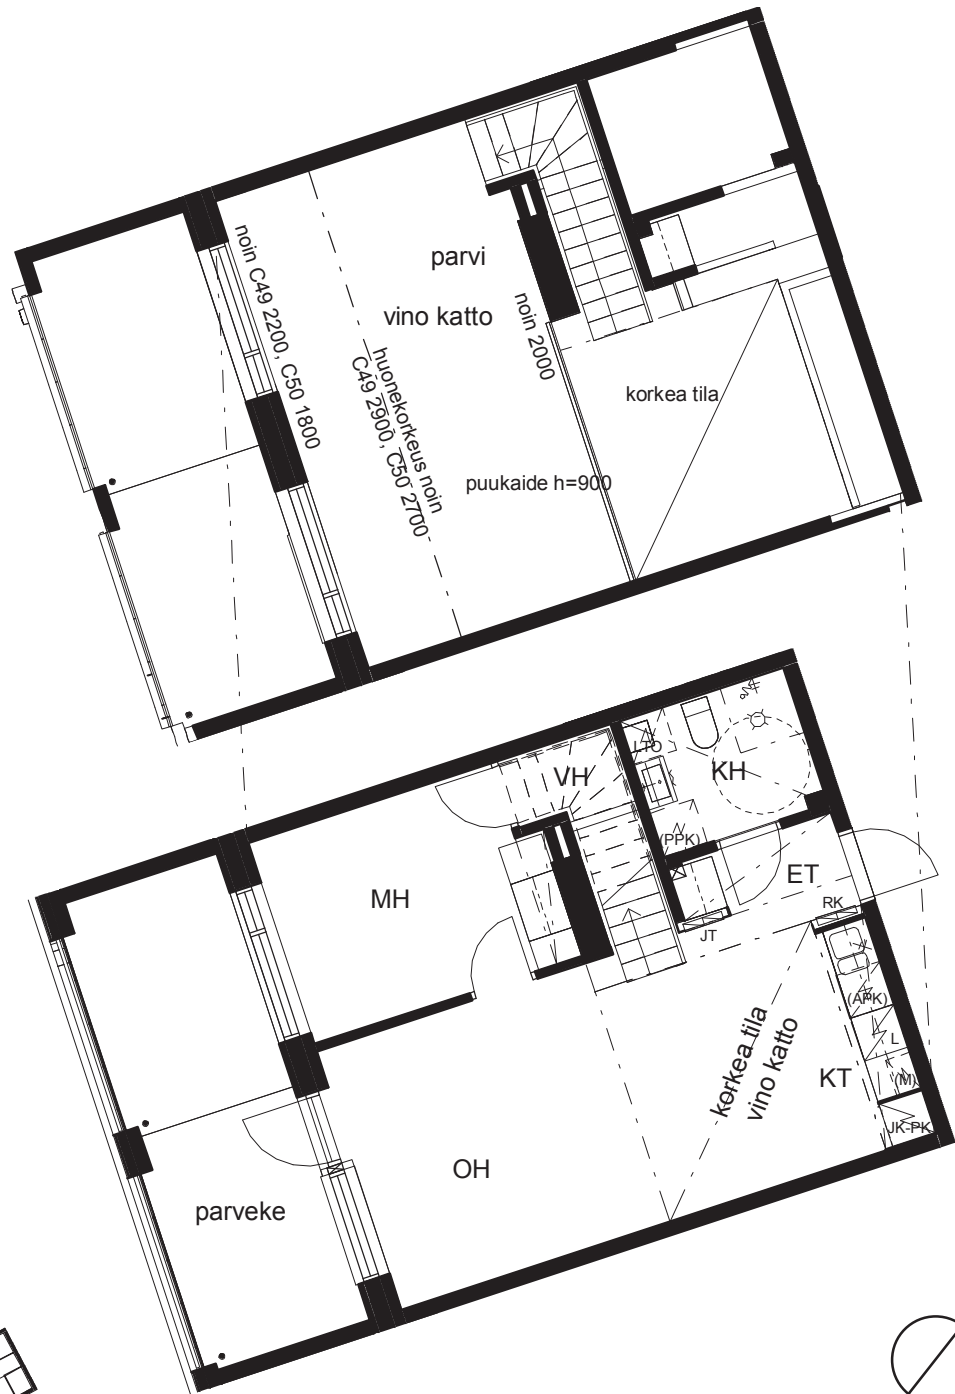 parvi
vino katto
noin C49 2200, C50 1800
huonekorkeus noin
C49 2900, C50 2700
noin 2000
korkea tila
puukaide h=900
LTO
VH
KH
(PPK)
ET
MH
RK
JT
(APK)
L
korkea tila
vino katto
KT
(M)
JK-PK
OH
parveke